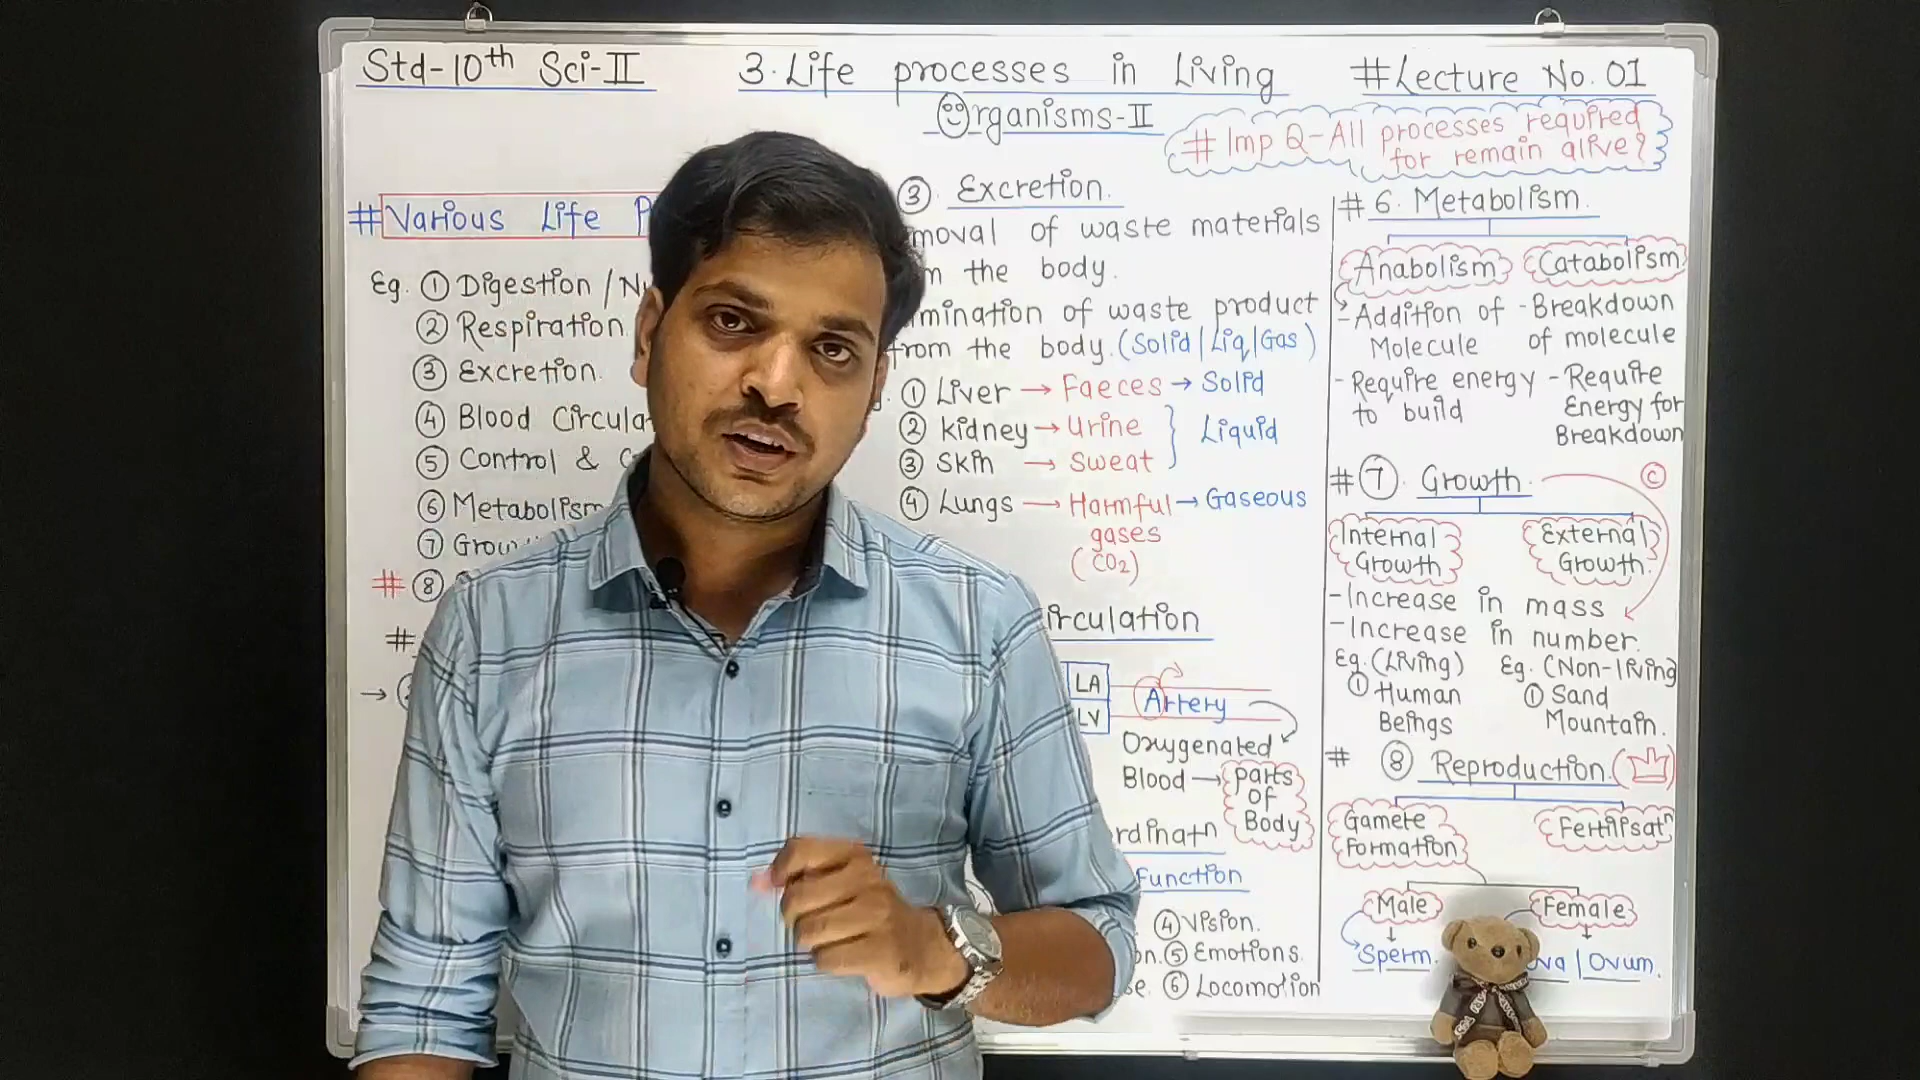 Std-10th Sci-II
3. Life processes in Living
Organisms-II
#Lecture No. 01
# Imp Q-All processes required
for remain alive?
# Various Life
Eg. ① Digestion /
② Respiration
③ Excretion.
④ Blood
⑤ Control &
⑥ Metabolism
⑦
# ⑧
#
→
③. Excretion.
of waste materials
the body.
of waste product
from the body. (Solid/Liq/Gas)
① Liver → Faeces → Solid
② Kidney → Urine
Liquid
③ Skin → Sweat
④ Lungs → Harmful → Gaseous
gases
(CO₂)
LA
LV
Artery
Oxygenated
Blood → Parts
of
Body
Function
④ Vision.
⑤ Emotions.
⑥ Locomotion
# 6. Metabolism.
Anabolism Catabolism
- Addition of - Breakdown
Molecule of molecule
- Require energy - Require
to build Energy for
Breakdown
# ⑦. Growth. ©
Internal External
Growth Growth.
- Increase in mass
- Increase in number.
Eg. (Living) Eg. (Non-living
① Human ① Sand
Beings Mountain.
# ⑧ Reproduction.
Gamete Fertilisatⁿ
formation
Male Female
Sperm. Ovum.